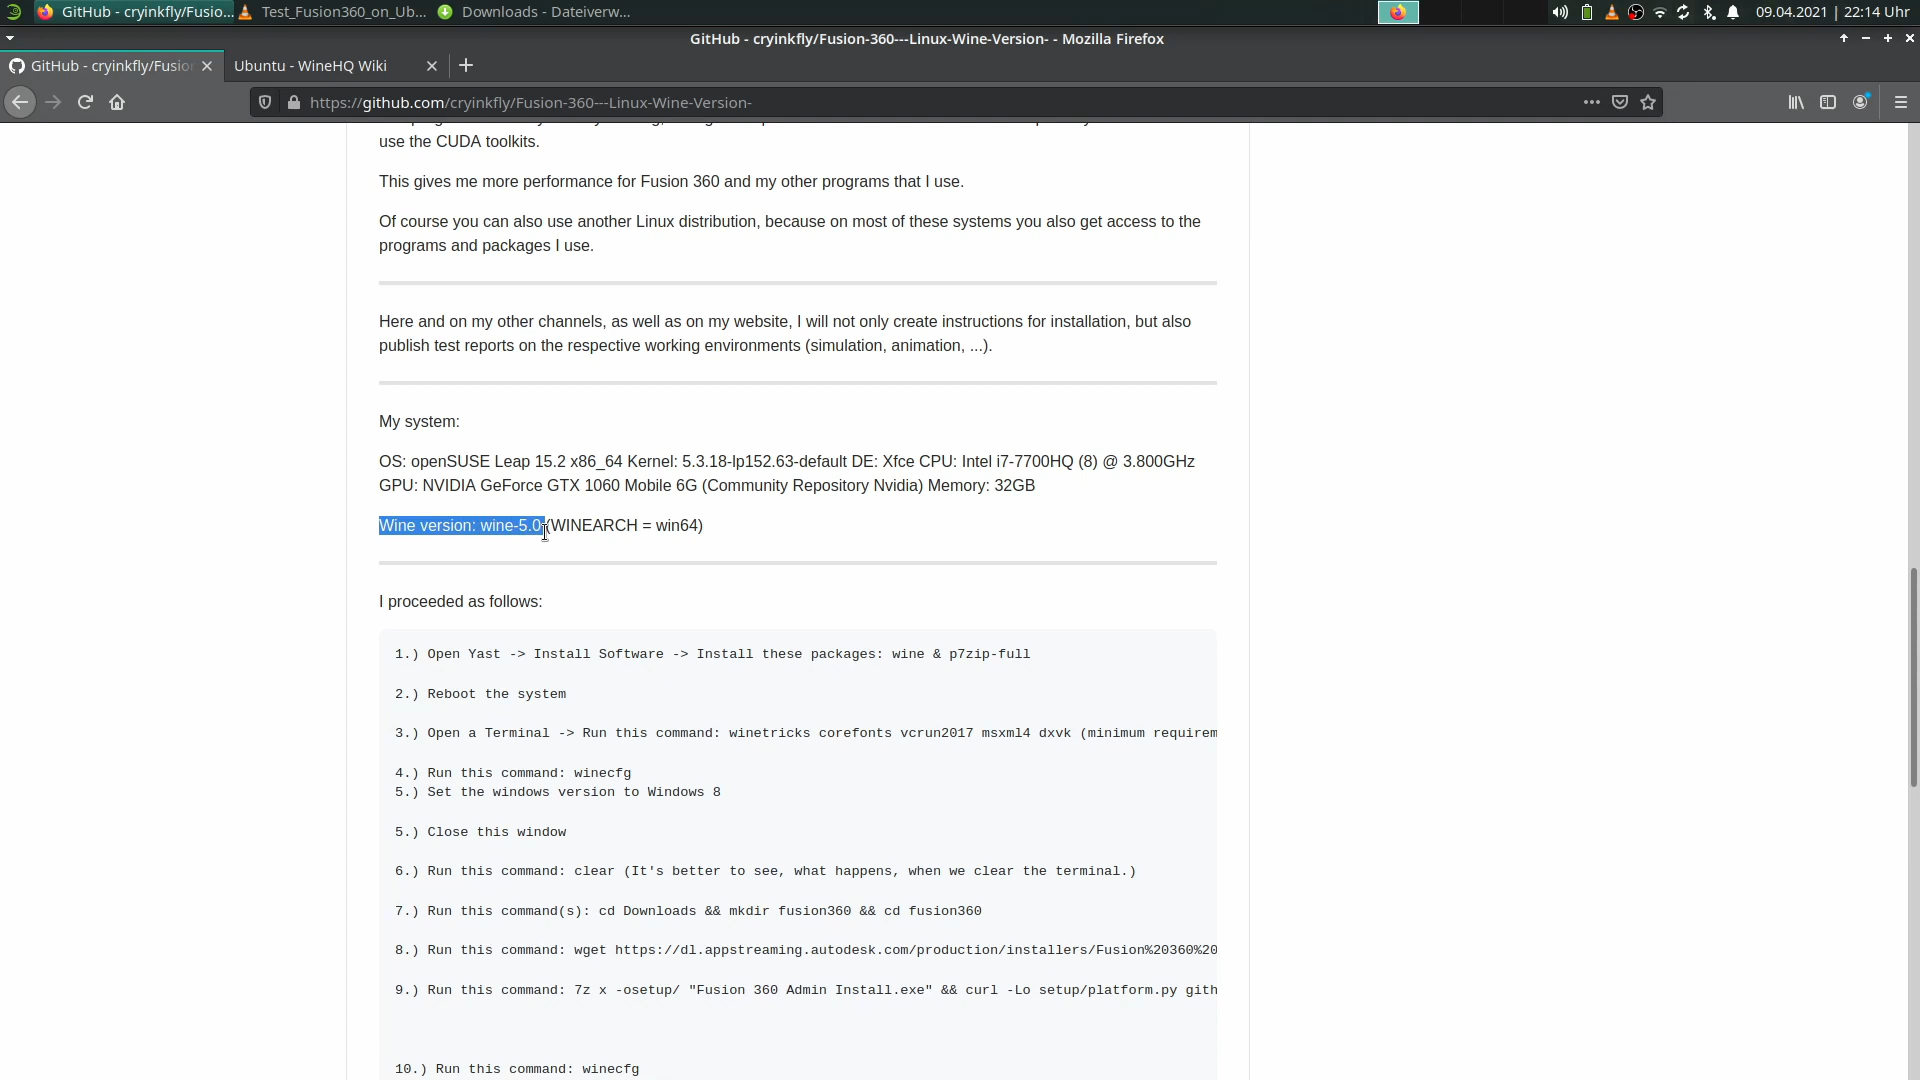 GitHub - cryinkfly/Fusio...
Test_Fusion360_on_Ub...
Downloads - Dateiverw...
09.04.2021 | 22:14 Uhr
GitHub - cryinkfly/Fusion-360---Linux-Wine-Version- - Mozilla Firefox
GitHub - cryinkfly/Fusion
Ubuntu - WineHQ Wiki
https://github.com/cryinkfly/Fusion-360---Linux-Wine-Version-
use the CUDA toolkits.
This gives me more performance for Fusion 360 and my other programs that I use.
Of course you can also use another Linux distribution, because on most of these systems you also get access to the
programs and packages I use.
Here and on my other channels, as well as on my website, I will not only create instructions for installation, but also
publish test reports on the respective working environments (simulation, animation, ...).
My system:
OS: openSUSE Leap 15.2 x86_64 Kernel: 5.3.18-lp152.63-default DE: Xfce CPU: Intel i7-7700HQ (8) @ 3.800GHz
GPU: NVIDIA GeForce GTX 1060 Mobile 6G (Community Repository Nvidia) Memory: 32GB
Wine version: wine-5.0 (WINEARCH = win64)
I proceeded as follows:
1.) Open Yast -> Install Software -> Install these packages: wine & p7zip-full
2.) Reboot the system
3.) Open a Terminal -> Run this command: winetricks corefonts vcrun2017 msxml4 dxvk (minimum requirem
4.) Run this command: winecfg
5.) Set the windows version to Windows 8
5.) Close this window
6.) Run this command: clear (It's better to see, what happens, when we clear the terminal.)
7.) Run this command(s): cd Downloads && mkdir fusion360 && cd fusion360
8.) Run this command: wget https://dl.appstreaming.autodesk.com/production/installers/Fusion%20360%20
9.) Run this command: 7z x -osetup/ "Fusion 360 Admin Install.exe" && curl -Lo setup/platform.py gith
10.) Run this command: winecfg